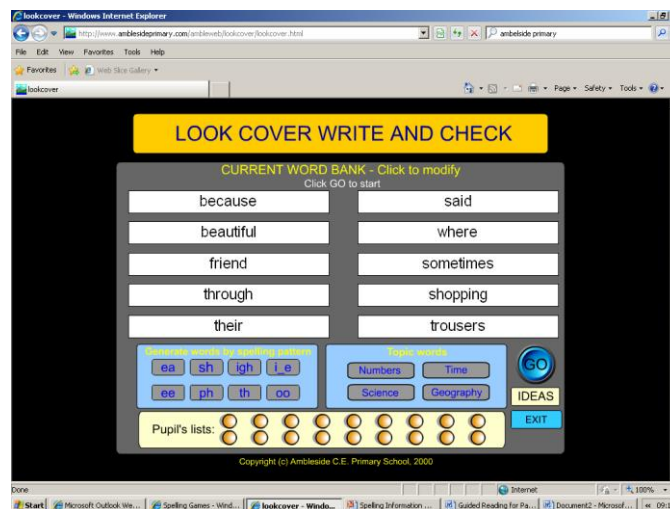 lookcover - Windows Internet Explorer
http://www.amblesideprimary.com/ambleweb/lookcover/lookcover.html
ambelside primary
File Edit View Favorites Tools Help
Favorites Web Slice Gallery
lookcover
Page Safety Tools
LOOK COVER WRITE AND CHECK
CURRENT WORD BANK - Click to modify
Click GO to start
because said
beautiful where
friend sometimes
through shopping
their trousers
Generate words by spelling pattern Topic words
ea sh igh i_e Numbers Time GO
ee ph th oo Science Geography IDEAS
Pupil's lists: EXIT
Copyright (c) Ambleside C.E. Primary School, 2000
Done Internet 100%
Start Microsoft Outlook We... Spelling Games - Wind... lookcover - Windo... Spelling Information ... Guided Reading for Pa... Document2 - Microsof...